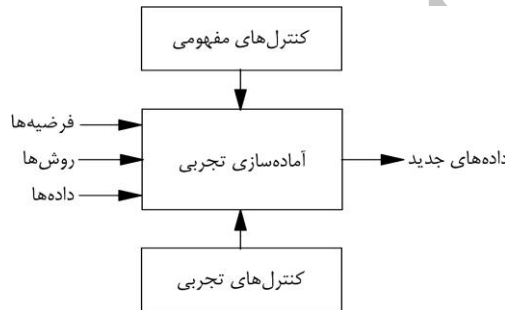 کنترل‌های مفهومی
فرضیه‌ها
روش‌ها
داده‌ها
آماده‌سازی تجربی
داده‌های جدید
کنترل‌های تجربی